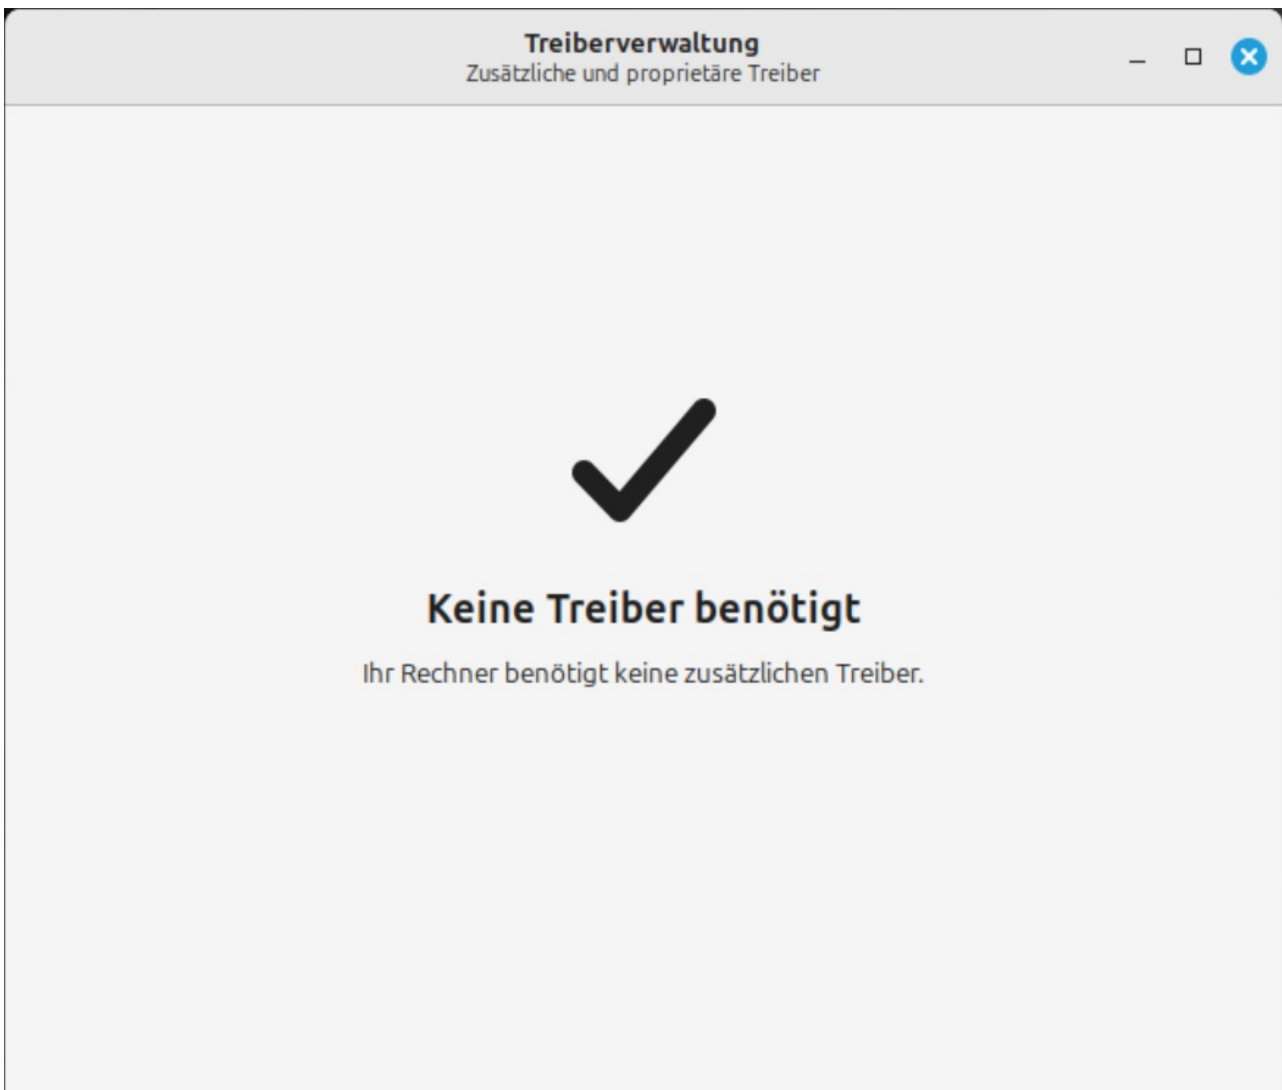 Treiberverwaltung
Zusätzliche und proprietäre Treiber
Keine Treiber benötigt
Ihr Rechner benötigt keine zusätzlichen Treiber.